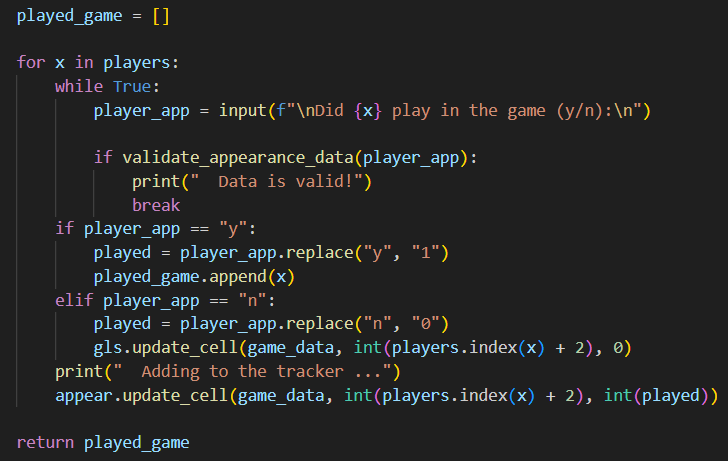 played_game = []
for x in players:
while True:
player_app = input(f"\nDid {x} play in the game (y/n):\n")
if validate_appearance_data(player_app):
print("  Data is valid!")
break
if player_app == "y":
played = player_app.replace("y", "1")
played_game.append(x)
elif player_app == "n":
played = player_app.replace("n", "0")
gls.update_cell(game_data, int(players.index(x) + 2), 0)
print("  Adding to the tracker ...")
appear.update_cell(game_data, int(players.index(x) + 2), int(played))
return played_game